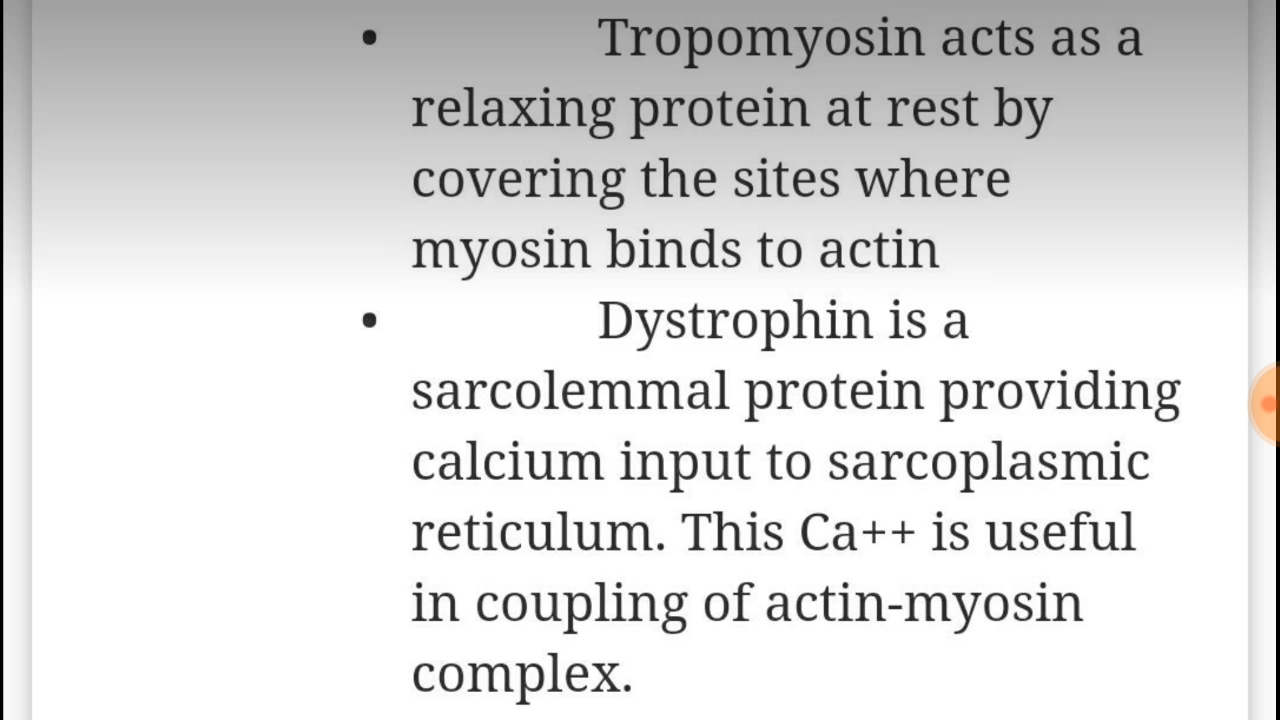 • Tropomyosin acts as a
relaxing protein at rest by
covering the sites where
myosin binds to actin
• Dystrophin is a
sarcolemmal protein providing
calcium input to sarcoplasmic
reticulum. This Ca++ is useful
in coupling of actin-myosin
complex.